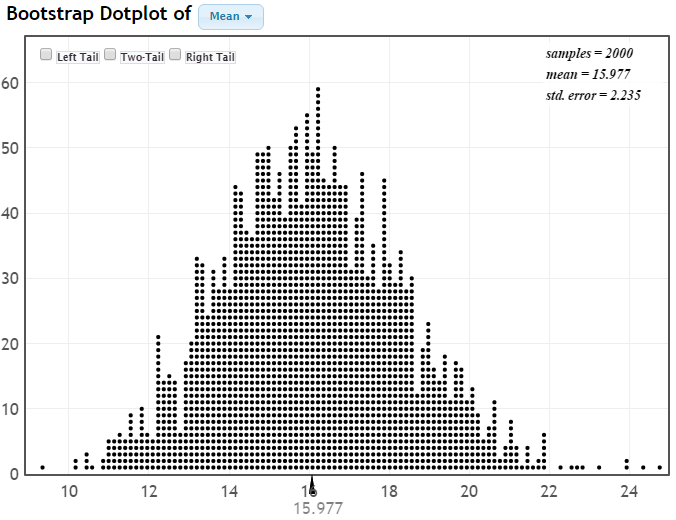 Bootstrap Dotplot of Mean
Left Tail Two-Tail Right Tail
samples = 2000
mean = 15.977
std. error = 2.235
60
50
40
30
20
10
0
10 12 14 16 18 20 22 24
15.977